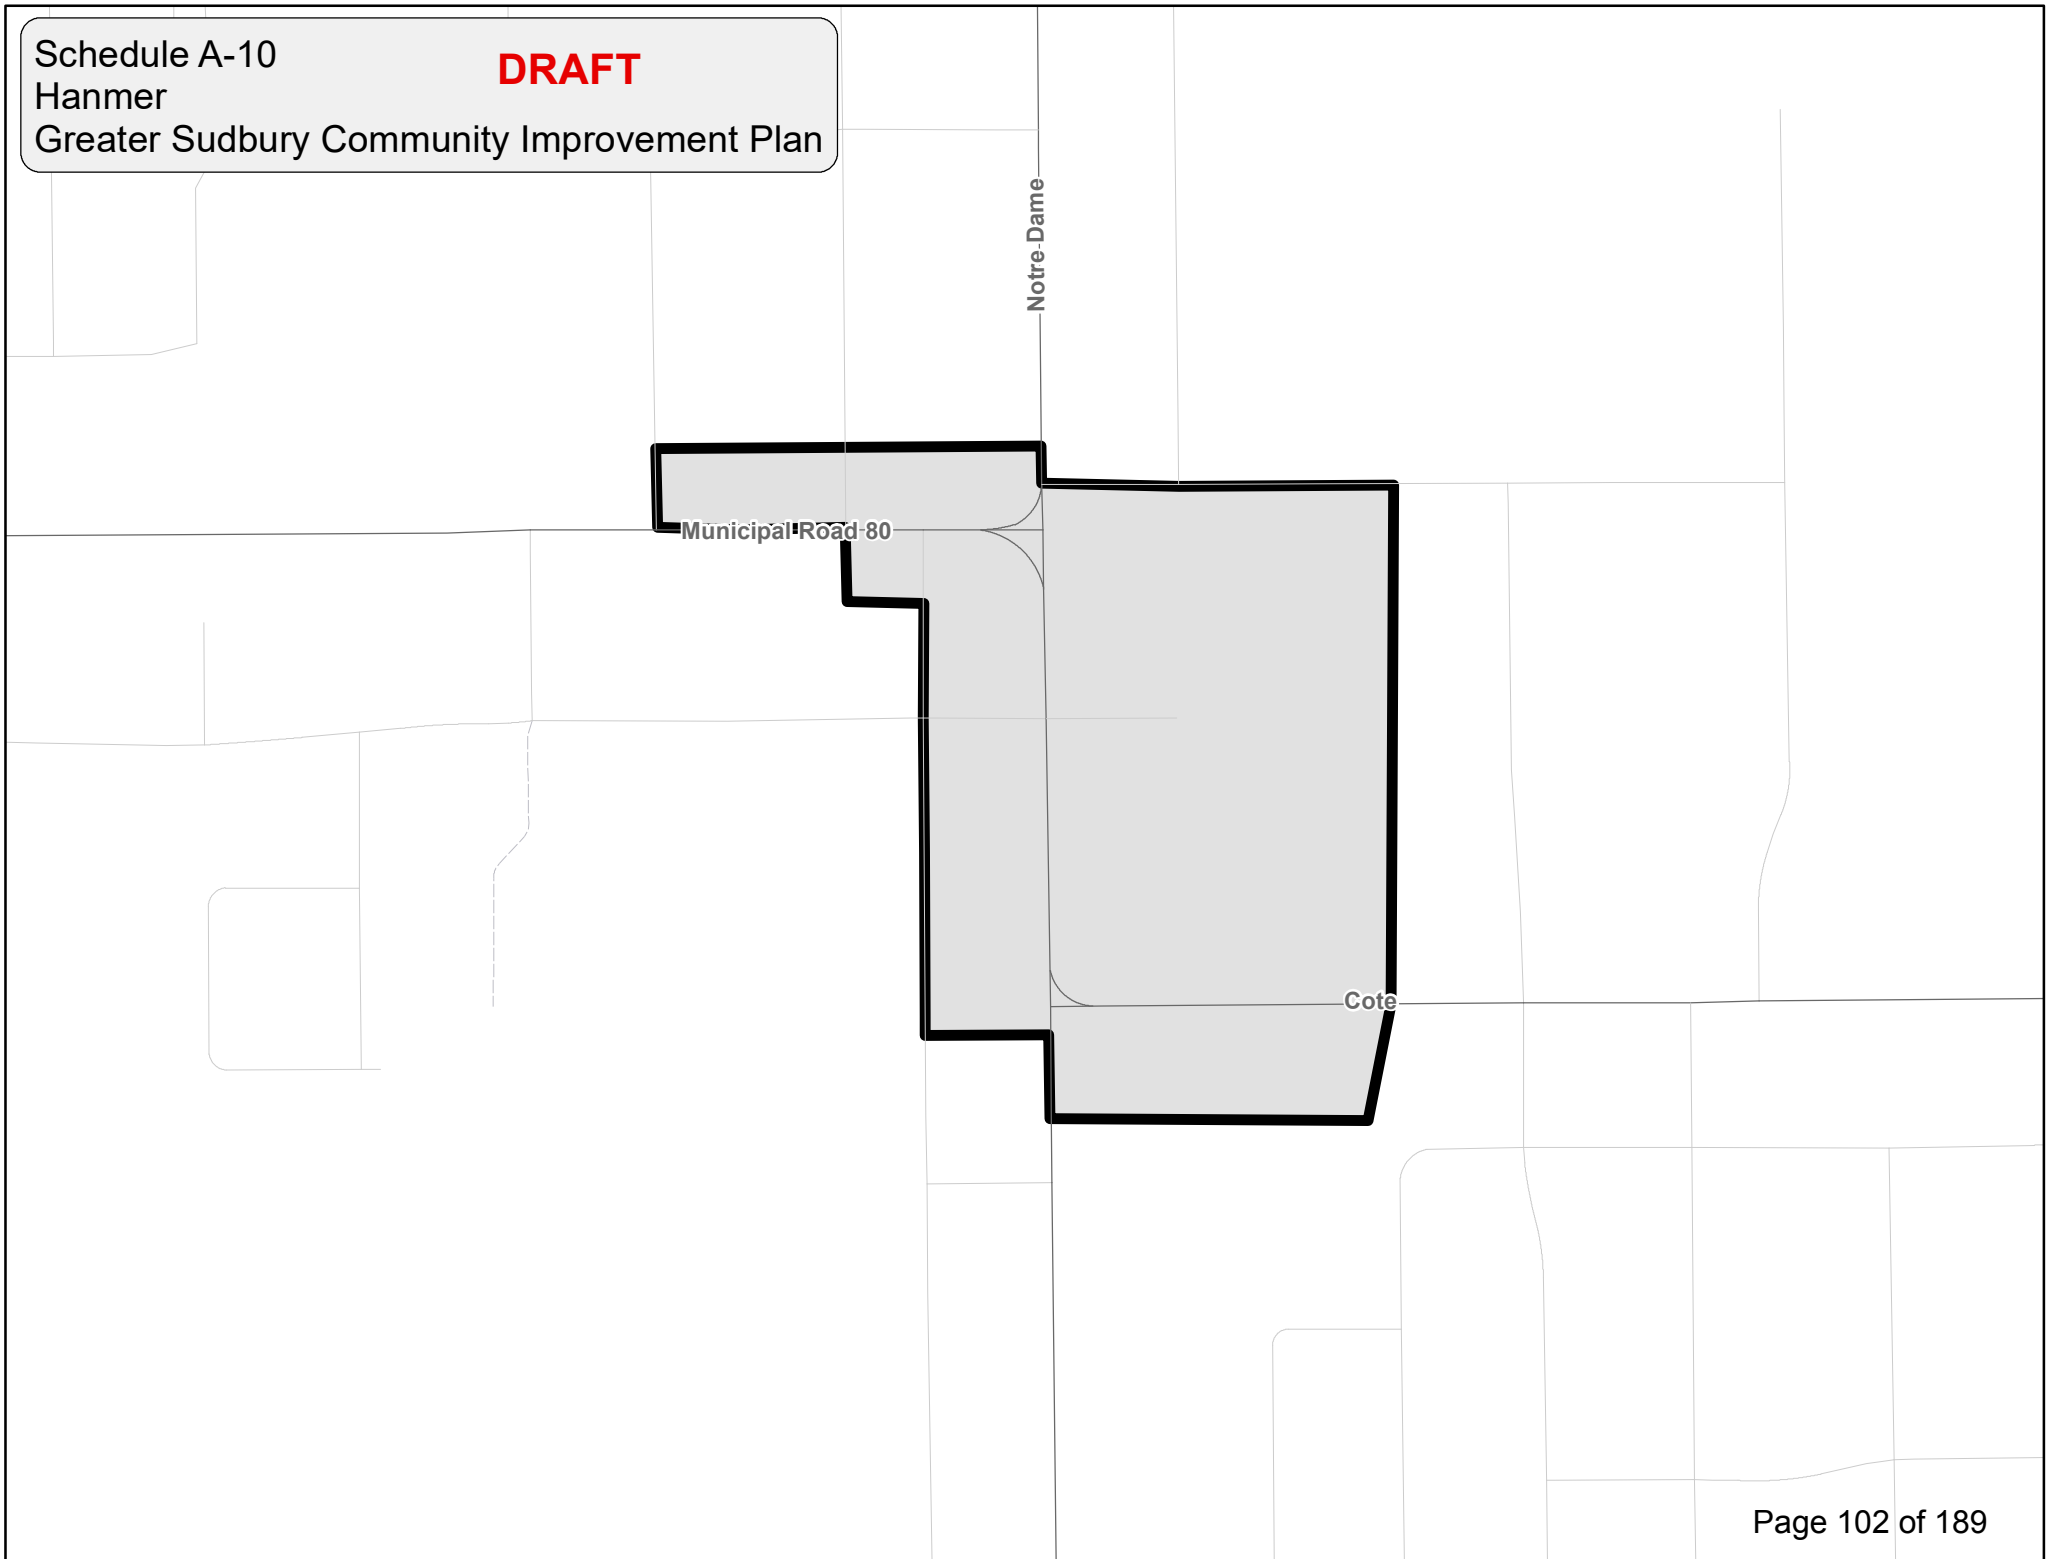 Schedule A-10
DRAFT
Hanmer
Greater Sudbury Community Improvement Plan
Notre-Dame
Municipal Road 80
Cote
Page 102 of 189